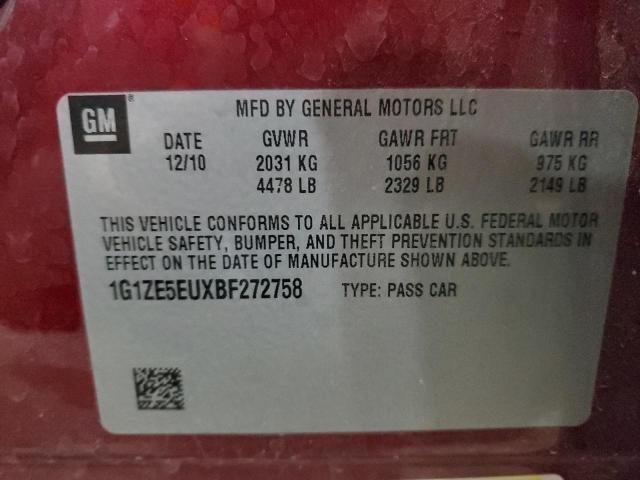 GM®
MFD BY GENERAL MOTORS LLC
DATE GVWR GAWR FRT GAWR RR
12/10 2031 KG 1056 KG 975 KG
4478 LB 2329 LB 2149 LB
THIS VEHICLE CONFORMS TO ALL APPLICABLE U.S. FEDERAL MOTOR
VEHICLE SAFETY, BUMPER, AND THEFT PREVENTION STANDARDS IN
EFFECT ON THE DATE OF MANUFACTURE SHOWN ABOVE.
1G1ZE5EUXBF272758 TYPE: PASS CAR